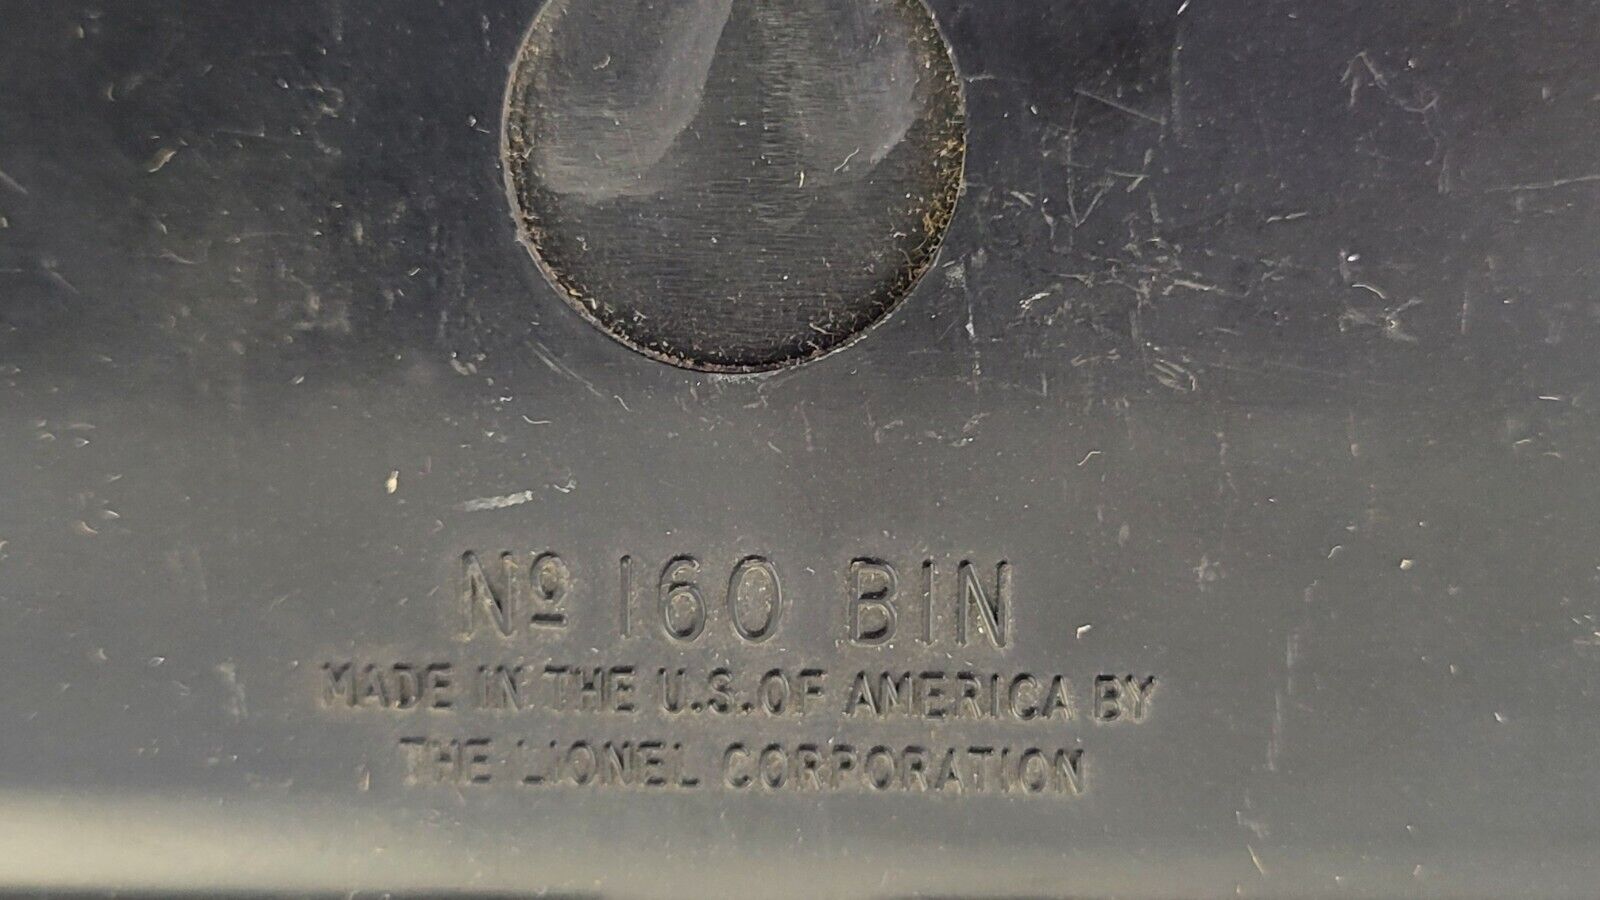 Nº 160 BIN
MADE IN THE U.S. OF AMERICA BY
THE LIONEL CORPORATION